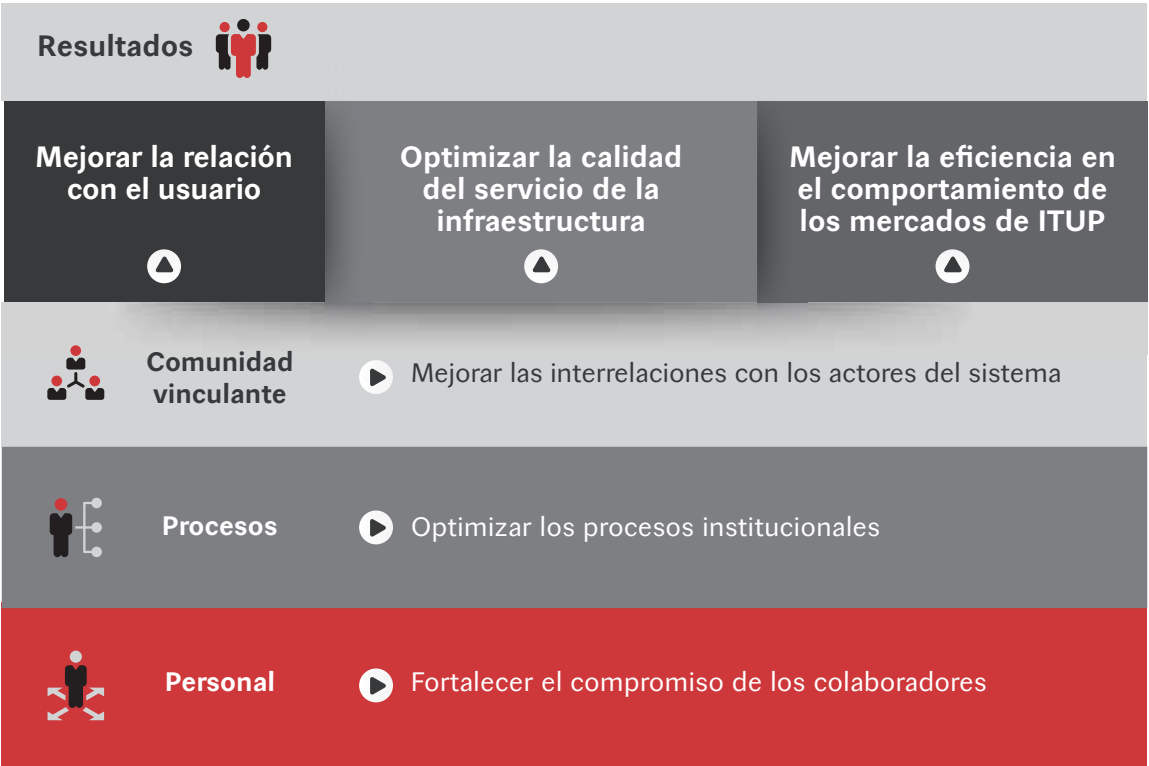 Resultados
Mejorar la relación
con el usuario
Optimizar la calidad
del servicio de la
infraestructura
Mejorar la eficiencia en
el comportamiento de
los mercados de ITUP
Comunidad
vinculante
Mejorar las interrelaciones con los actores del sistema
Procesos
Optimizar los procesos institucionales
Personal
Fortalecer el compromiso de los colaboradores